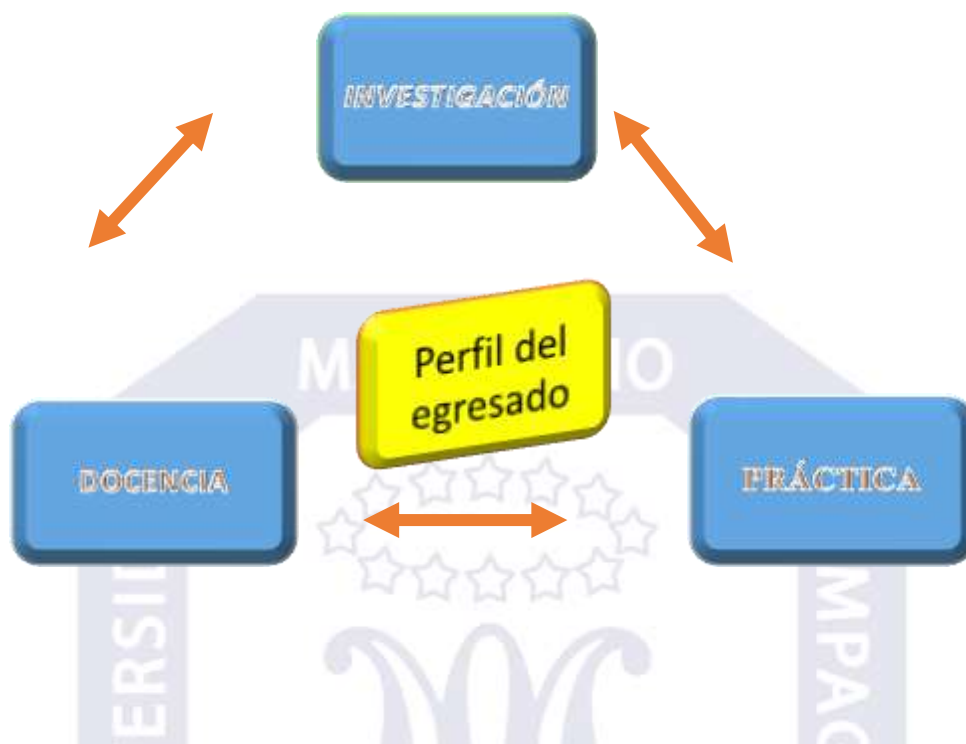 INVESTIGACIÓN
Perfil del
egresado
DOCENCIA
PRÁCTICA